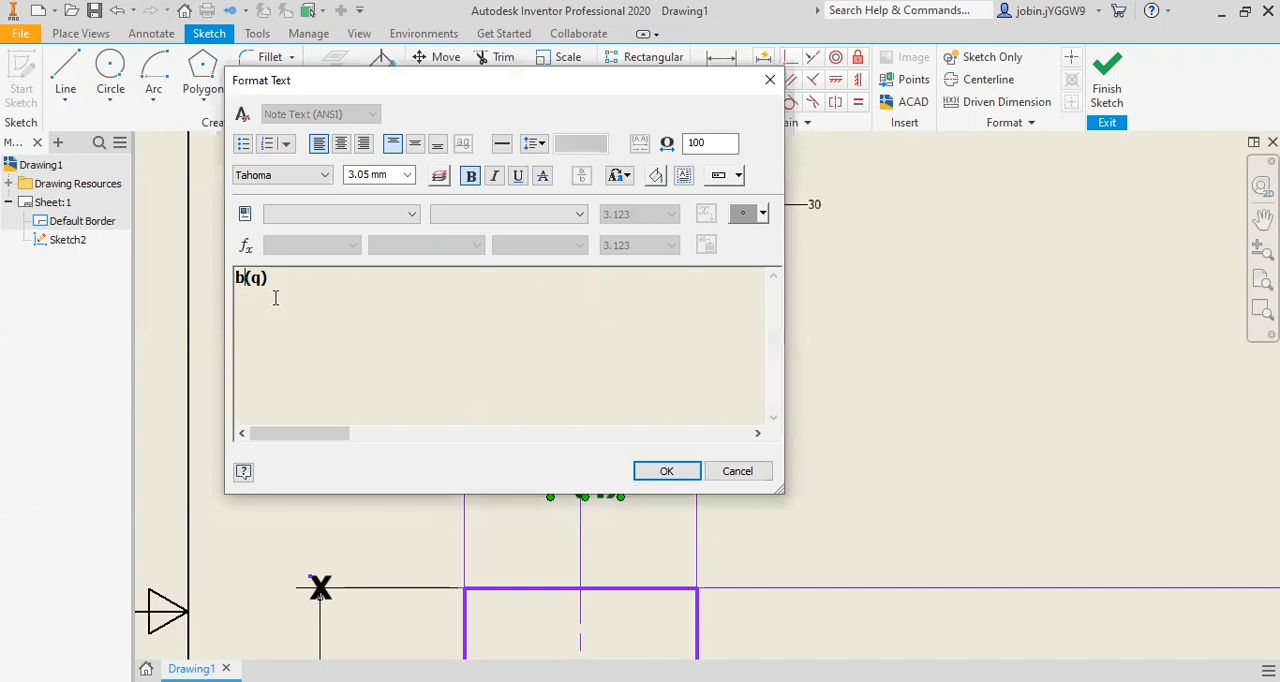 PRO
Autodesk Inventor Professional 2020 Drawing1
Search Help & Commands...
jobin.jYGGW9
File Place Views Annotate Sketch Tools Manage View Environments Get Started Collaborate
Start
Sketch
Line
Circle
Arc
Polygon
Fillet
Move
Trim
Scale
Rectangular
Image
Points
ACAD
Sketch Only
Centerline
Driven Dimension
Finish
Sketch
Sketch
Insert
Format
Exit
M...
Drawing1
Drawing Resources
Sheet:1
Default Border
Sketch2
Format Text
Note Text (ANSI)
100
Tahoma
3.05 mm
B I U A
3.123
3.123
b(q)
OK
Cancel
30
X
Drawing1